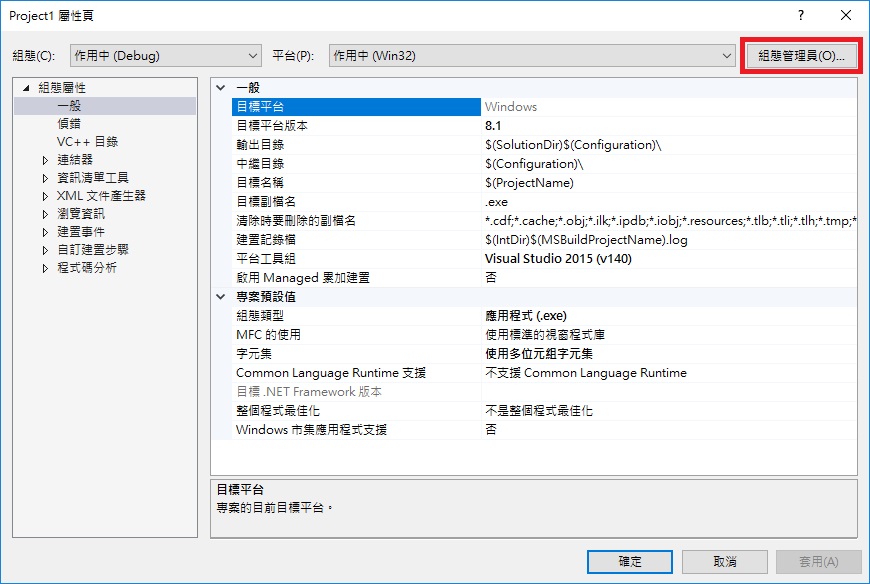 Project1 屬性頁
組態(C): 作用中 (Debug) 平台(P): 作用中 (Win32) 組態管理員(O)...
組態屬性
一般
偵錯
VC++ 目錄
連結器
資訊清單工具
XML 文件產生器
瀏覽資訊
建置事件
自訂建置步驟
程式碼分析
一般
目標平台 Windows
目標平台版本 8.1
輸出目錄 $(SolutionDir)$(Configuration)\
中繼目錄 $(Configuration)\
目標名稱 $(ProjectName)
目標副檔名 .exe
清除時要刪除的副檔名 *.cdf;*.cache;*.obj;*.ilk;*.ipdb;*.iobj;*.resources;*.tlb;*.tli;*.tlh;*.tmp;*
建置記錄檔 $(IntDir)$(MSBuildProjectName).log
平台工具組 Visual Studio 2015 (v140)
啟用 Managed 累加建置 否
專案預設值
組態類型 應用程式 (.exe)
MFC 的使用 使用標準的視窗程式庫
字元集 使用多位元組字元集
Common Language Runtime 支援 不支援 Common Language Runtime
目標 .NET Framework 版本
整個程式最佳化 不是整個程式最佳化
Windows 市集應用程式支援 否
目標平台
專案的目前目標平台。
確定 取消 套用(A)